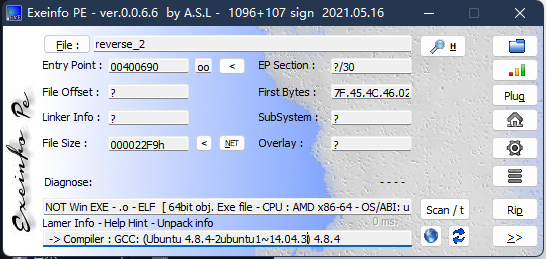 Exeinfo PE - ver.0.0.6.6 by A.S.L - 1096+107 sign 2021.05.16
File : reverse_2 H
Entry Point : 00400690 oo < EP Section : ?/30
File Offset : ? First Bytes : 7F.45.4C.46.02
Linker Info : ? SubSystem : ? Plug
File Size : 000022F9h < NET Overlay : ?
Diagnose: - - - -
NOT Win EXE - .o - ELF [ 64bit obj. Exe file - CPU : AMD x86-64 - OS/ABI: u Scan / t Rip
Lamer Info - Help Hint - Unpack info 0 ms.
-> Compiler : GCC: (Ubuntu 4.8.4-2ubuntu1~14.04.3) 4.8.4 >>
Exeinfo Pe